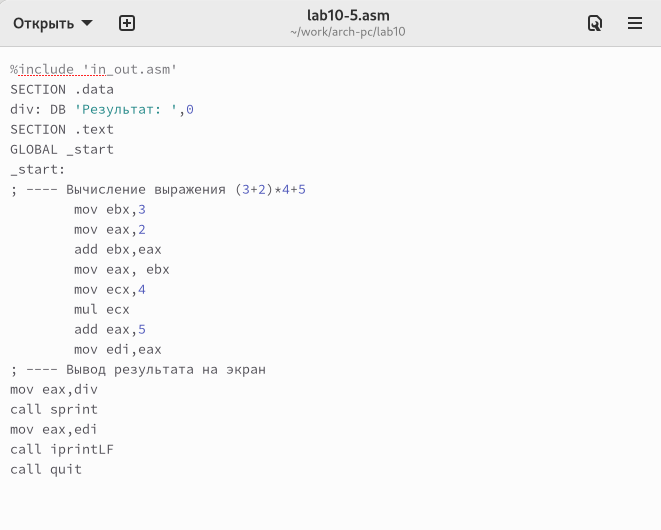 Открыть
lab10-5.asm
~/work/arch-pc/lab10
%include 'in_out.asm'
SECTION .data
div: DB 'Результат: ',0
SECTION .text
GLOBAL _start
_start:
; ---- Вычисление выражения (3+2)*4+5
        mov ebx,3
        mov eax,2
        add ebx,eax
        mov eax, ebx
        mov ecx,4
        mul ecx
        add eax,5
        mov edi,eax
; ---- Вывод результата на экран
mov eax,div
call sprint
mov eax,edi
call iprintLF
call quit